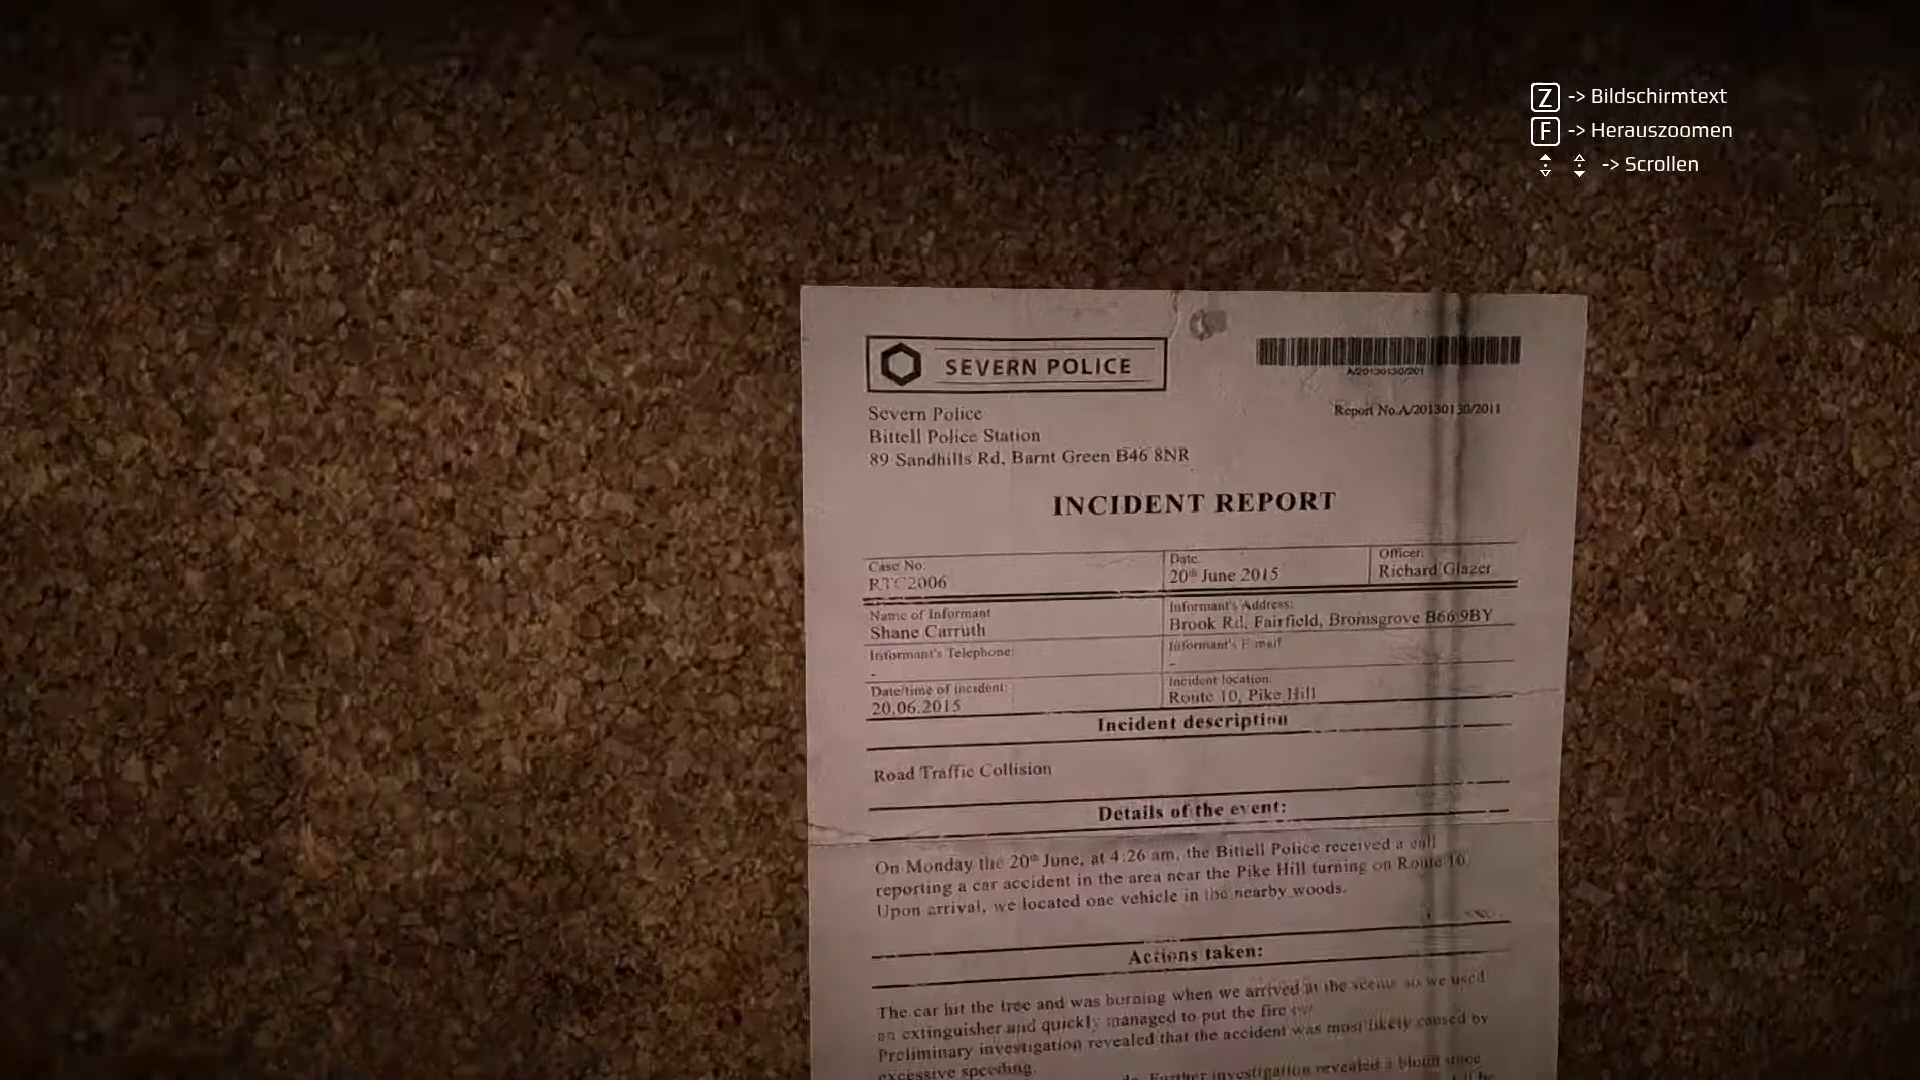 Z -> Bildschirmtext
F -> Herauszoomen
-> Scrollen
SEVERN POLICE
A/20130130/201
Severn Police
Report No.A/20130130/2011
Bittell Police Station
89 Sandhills Rd, Barnt Green B46 8NR
INCIDENT REPORT
Case No:
Date:
Officer:
RTC2006
20th June 2015
Richard Glazer
Name of Informant
Informant's Address:
Shane Carruth
Brook Rd, Fairfield, Bromsgrove B66 9BY
Informant's Telephone:
Informant's E-mail
-
-
Date/time of incident:
Incident location:
20.06.2015
Route 10, Pike Hill
Incident description
Road Traffic Collision
Details of the event:
On Monday the 20th June, at 4:26 am, the Bittell Police received a call
reporting a car accident in the area near the Pike Hill turning on Route 10.
Upon arrival, we located one vehicle in the nearby woods.
Actions taken:
The car hit the tree and was burning when we arrived at the scene so we used
an extinguisher and quickly managed to put the fire
Preliminary investigation revealed that the accident was most likely caused by
excessive speeding.
Further investigation revealed a blood